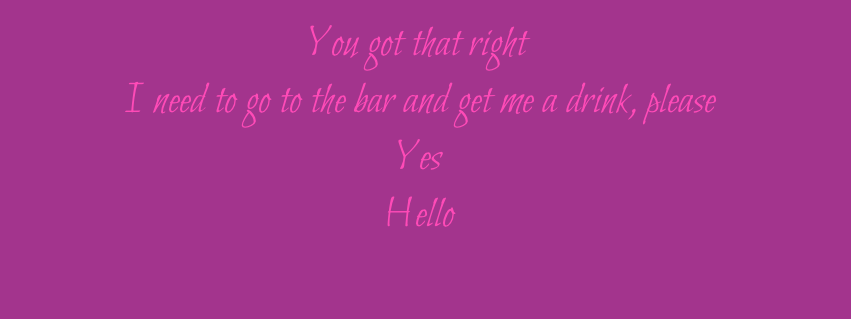 You got that right
I need to go to the bar and get me a drink, please
Yes
Hello